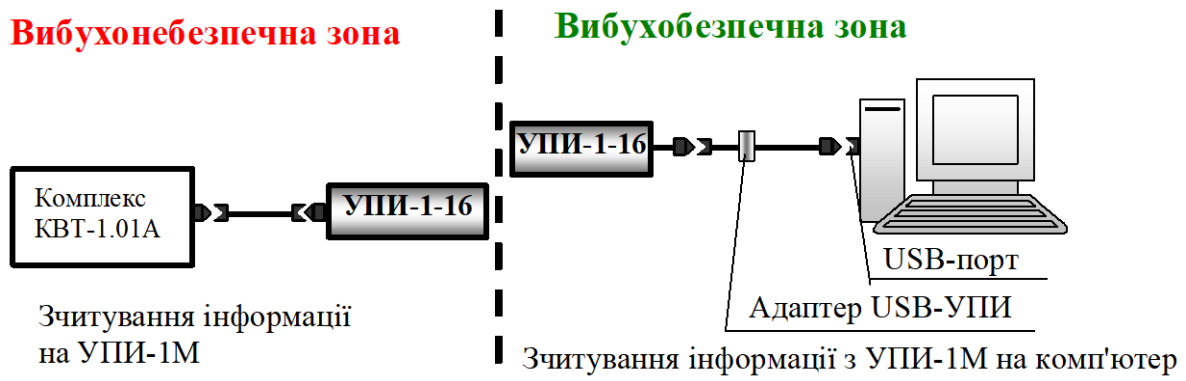 Вибухонебезпечна зона
Вибухобезпечна зона
Комплекс
КВТ-1.01А
УПИ-1-16
Зчитування інформації
на УПИ-1М
УПИ-1-16
USB-порт
Адаптер USB-УПИ
Зчитування інформації з УПИ-1М на комп'ютер